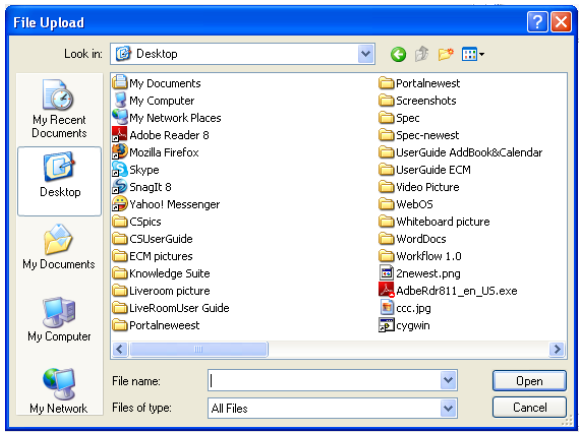 File Upload
Look in:
Desktop
My Recent
Documents
Desktop
My Documents
My Computer
My Network
My Documents
My Computer
My Network Places
Adobe Reader 8
Mozilla Firefox
Skype
SnagIt 8
Yahoo! Messenger
CSpics
CSUserGuide
ECM pictures
Knowledge Suite
Liveroom picture
LiveRoomUser Guide
Portalneweest
Portalnewest
Screenshots
Spec
Spec-newest
UserGuide AddBook&Calendar
UserGuide ECM
Video Picture
WebOS
Whiteboard picture
WordDocs
Workflow 1.0
2newest.png
AdbeRdr811_en_US.exe
ccc.jpg
cygwin
File name:
Open
Files of type:
All Files
Cancel